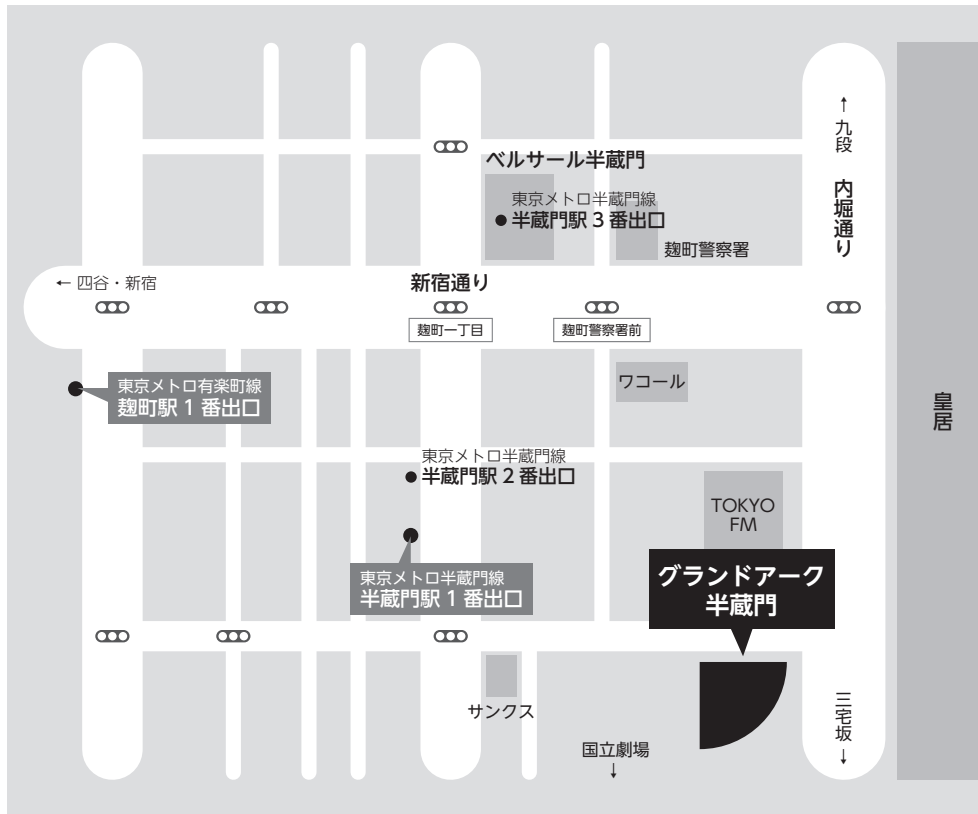 ↑
九段
内堀通り
ベルサール半蔵門
東京メトロ半蔵門線
半蔵門駅 3 番出口
麹町警察署
← 四谷・新宿
新宿通り
麹町一丁目
麹町警察署前
東京メトロ有楽町線
麹町駅 1 番出口
ワコール
皇居
東京メトロ半蔵門線
半蔵門駅 2 番出口
TOKYO
FM
東京メトロ半蔵門線
半蔵門駅 1 番出口
グランドアーク
半蔵門
サンクス
国立劇場
↓
三宅坂
↓